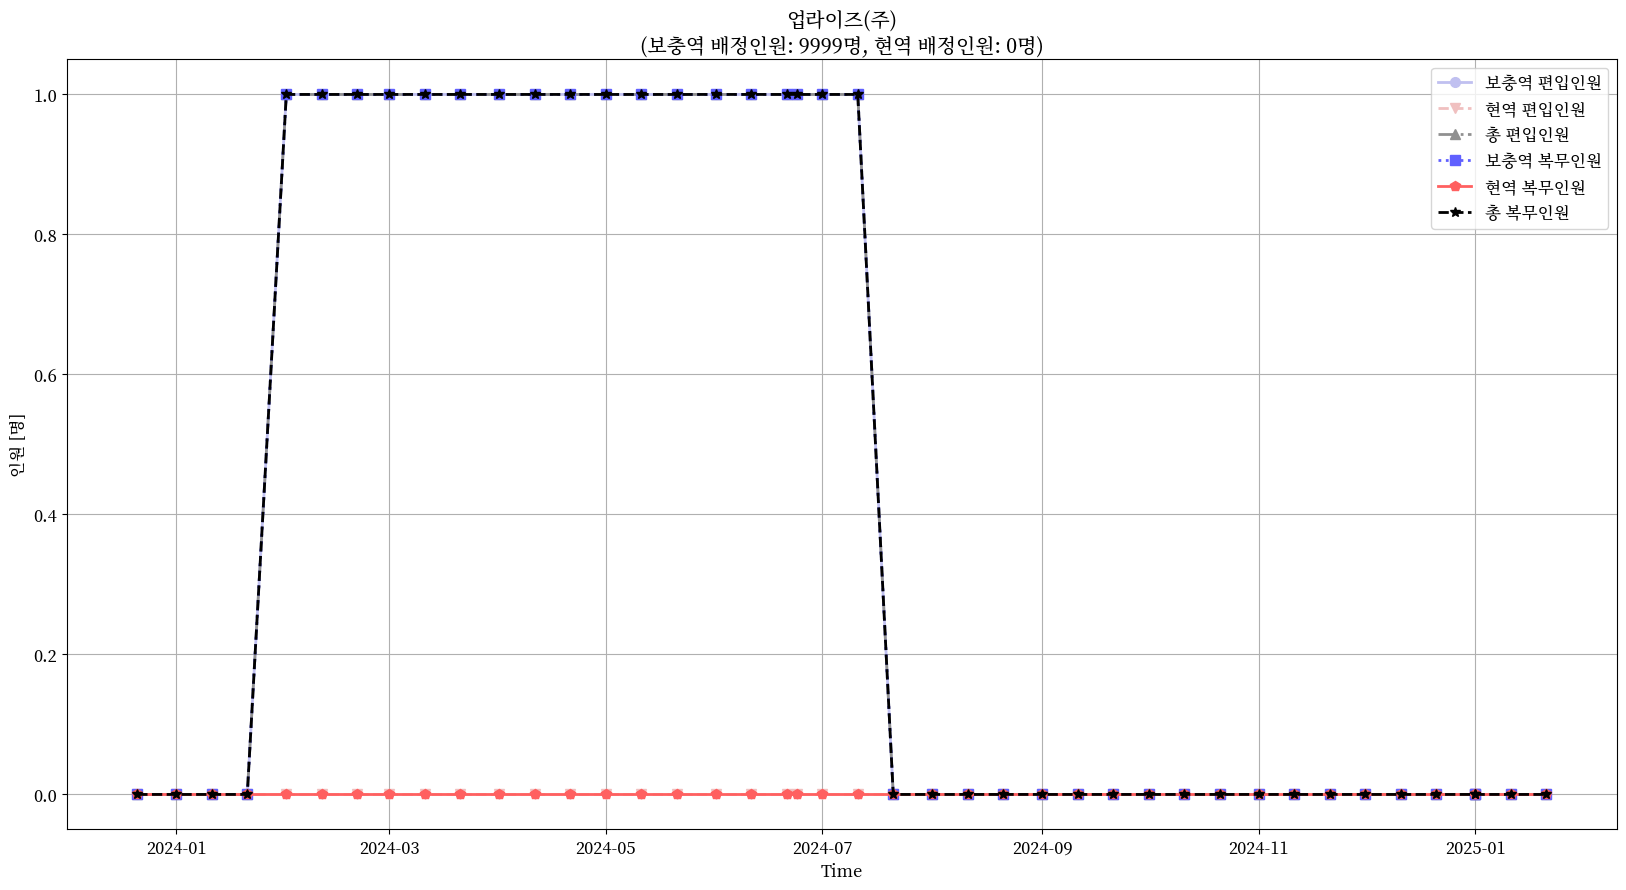 업라이즈(주)
(보충역 배정인원: 9999명, 현역 배정인원: 0명)
보충역 편입인원
현역 편입인원
총 편입인원
보충역 복무인원
현역 복무인원
총 복무인원
인원 [명]
1.0
0.8
0.6
0.4
0.2
0.0
2024-01
2024-03
2024-05
2024-07
2024-09
2024-11
2025-01
Time